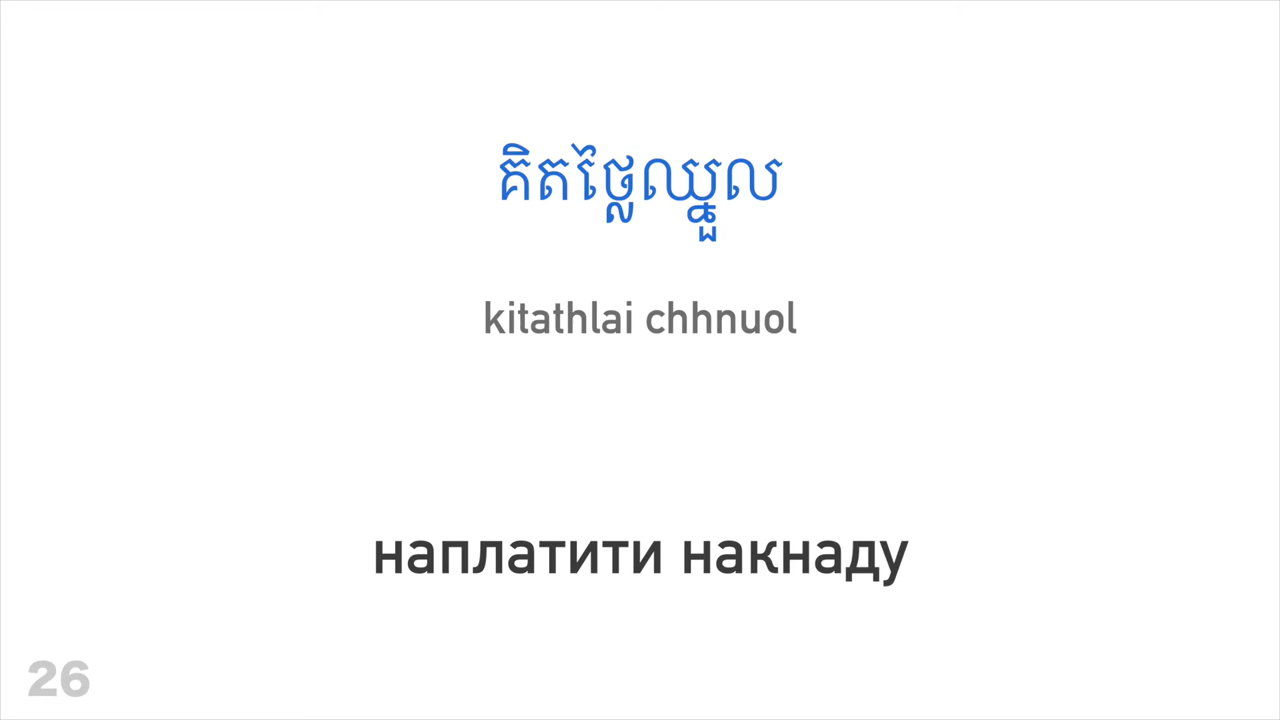 គិតថ្លៃឈ្នួល
kitathlai chhnuol
наплатити накнаду
26